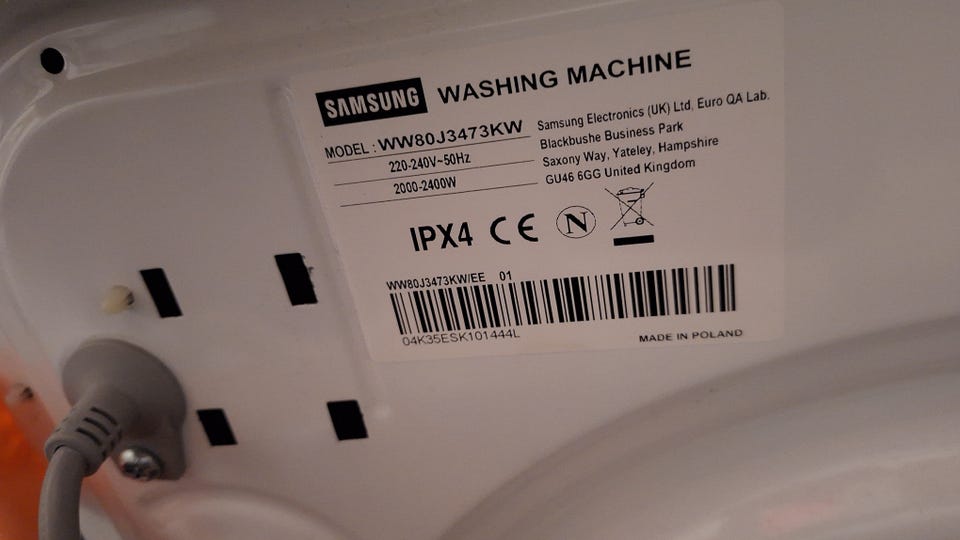 SAMSUNG WASHING MACHINE
MODEL : WW80J3473KW
220-240V~50Hz
2000-2400W
Samsung Electronics (UK) Ltd, Euro QA Lab.
Blackbushe Business Park
Saxony Way, Yateley, Hampshire
GU46 6GG United Kingdom
IPX4 CE N
WW80J3473KW/EE 01
04K35ESK101444L
MADE IN POLAND